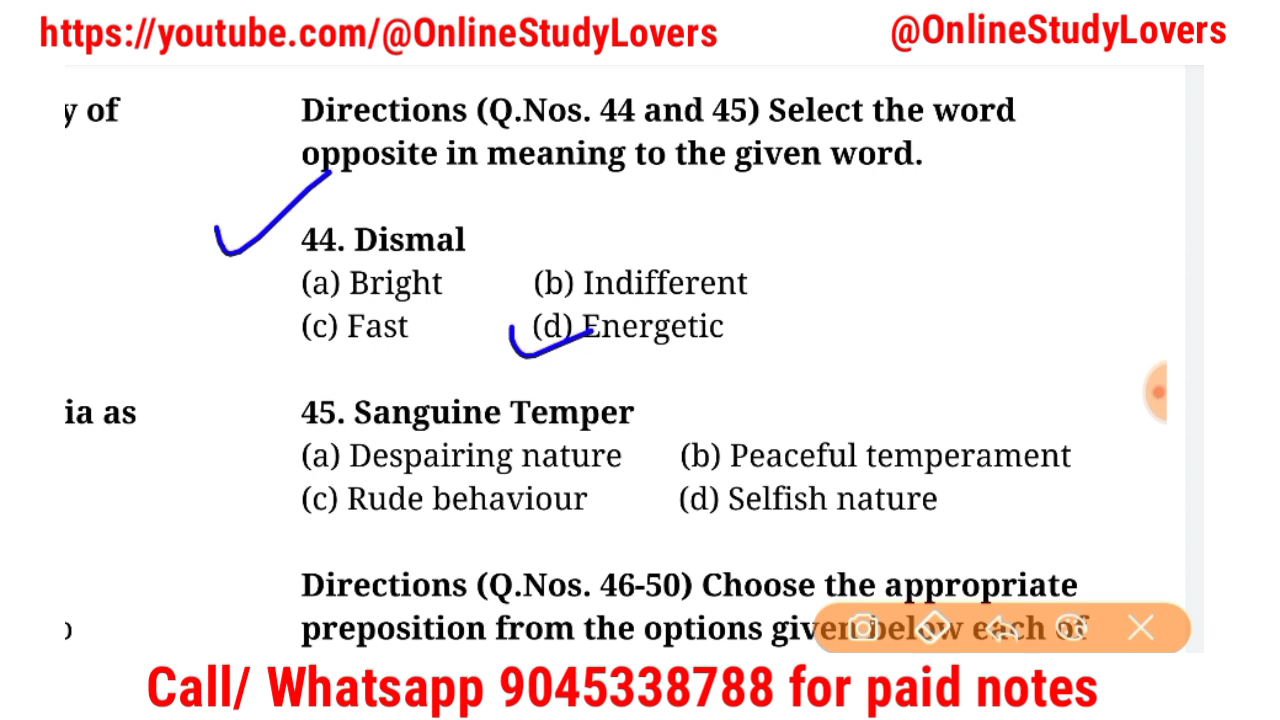 https://youtube.com/@OnlineStudyLovers @OnlineStudyLovers
y of
Directions (Q.Nos. 44 and 45) Select the word
opposite in meaning to the given word.
44. Dismal
(a) Bright (b) Indifferent
(c) Fast (d) Energetic
ia as
45. Sanguine Temper
(a) Despairing nature (b) Peaceful temperament
(c) Rude behaviour (d) Selfish nature
Directions (Q.Nos. 46-50) Choose the appropriate
preposition from the options given below each of
Call/ Whatsapp 9045338788 for paid notes